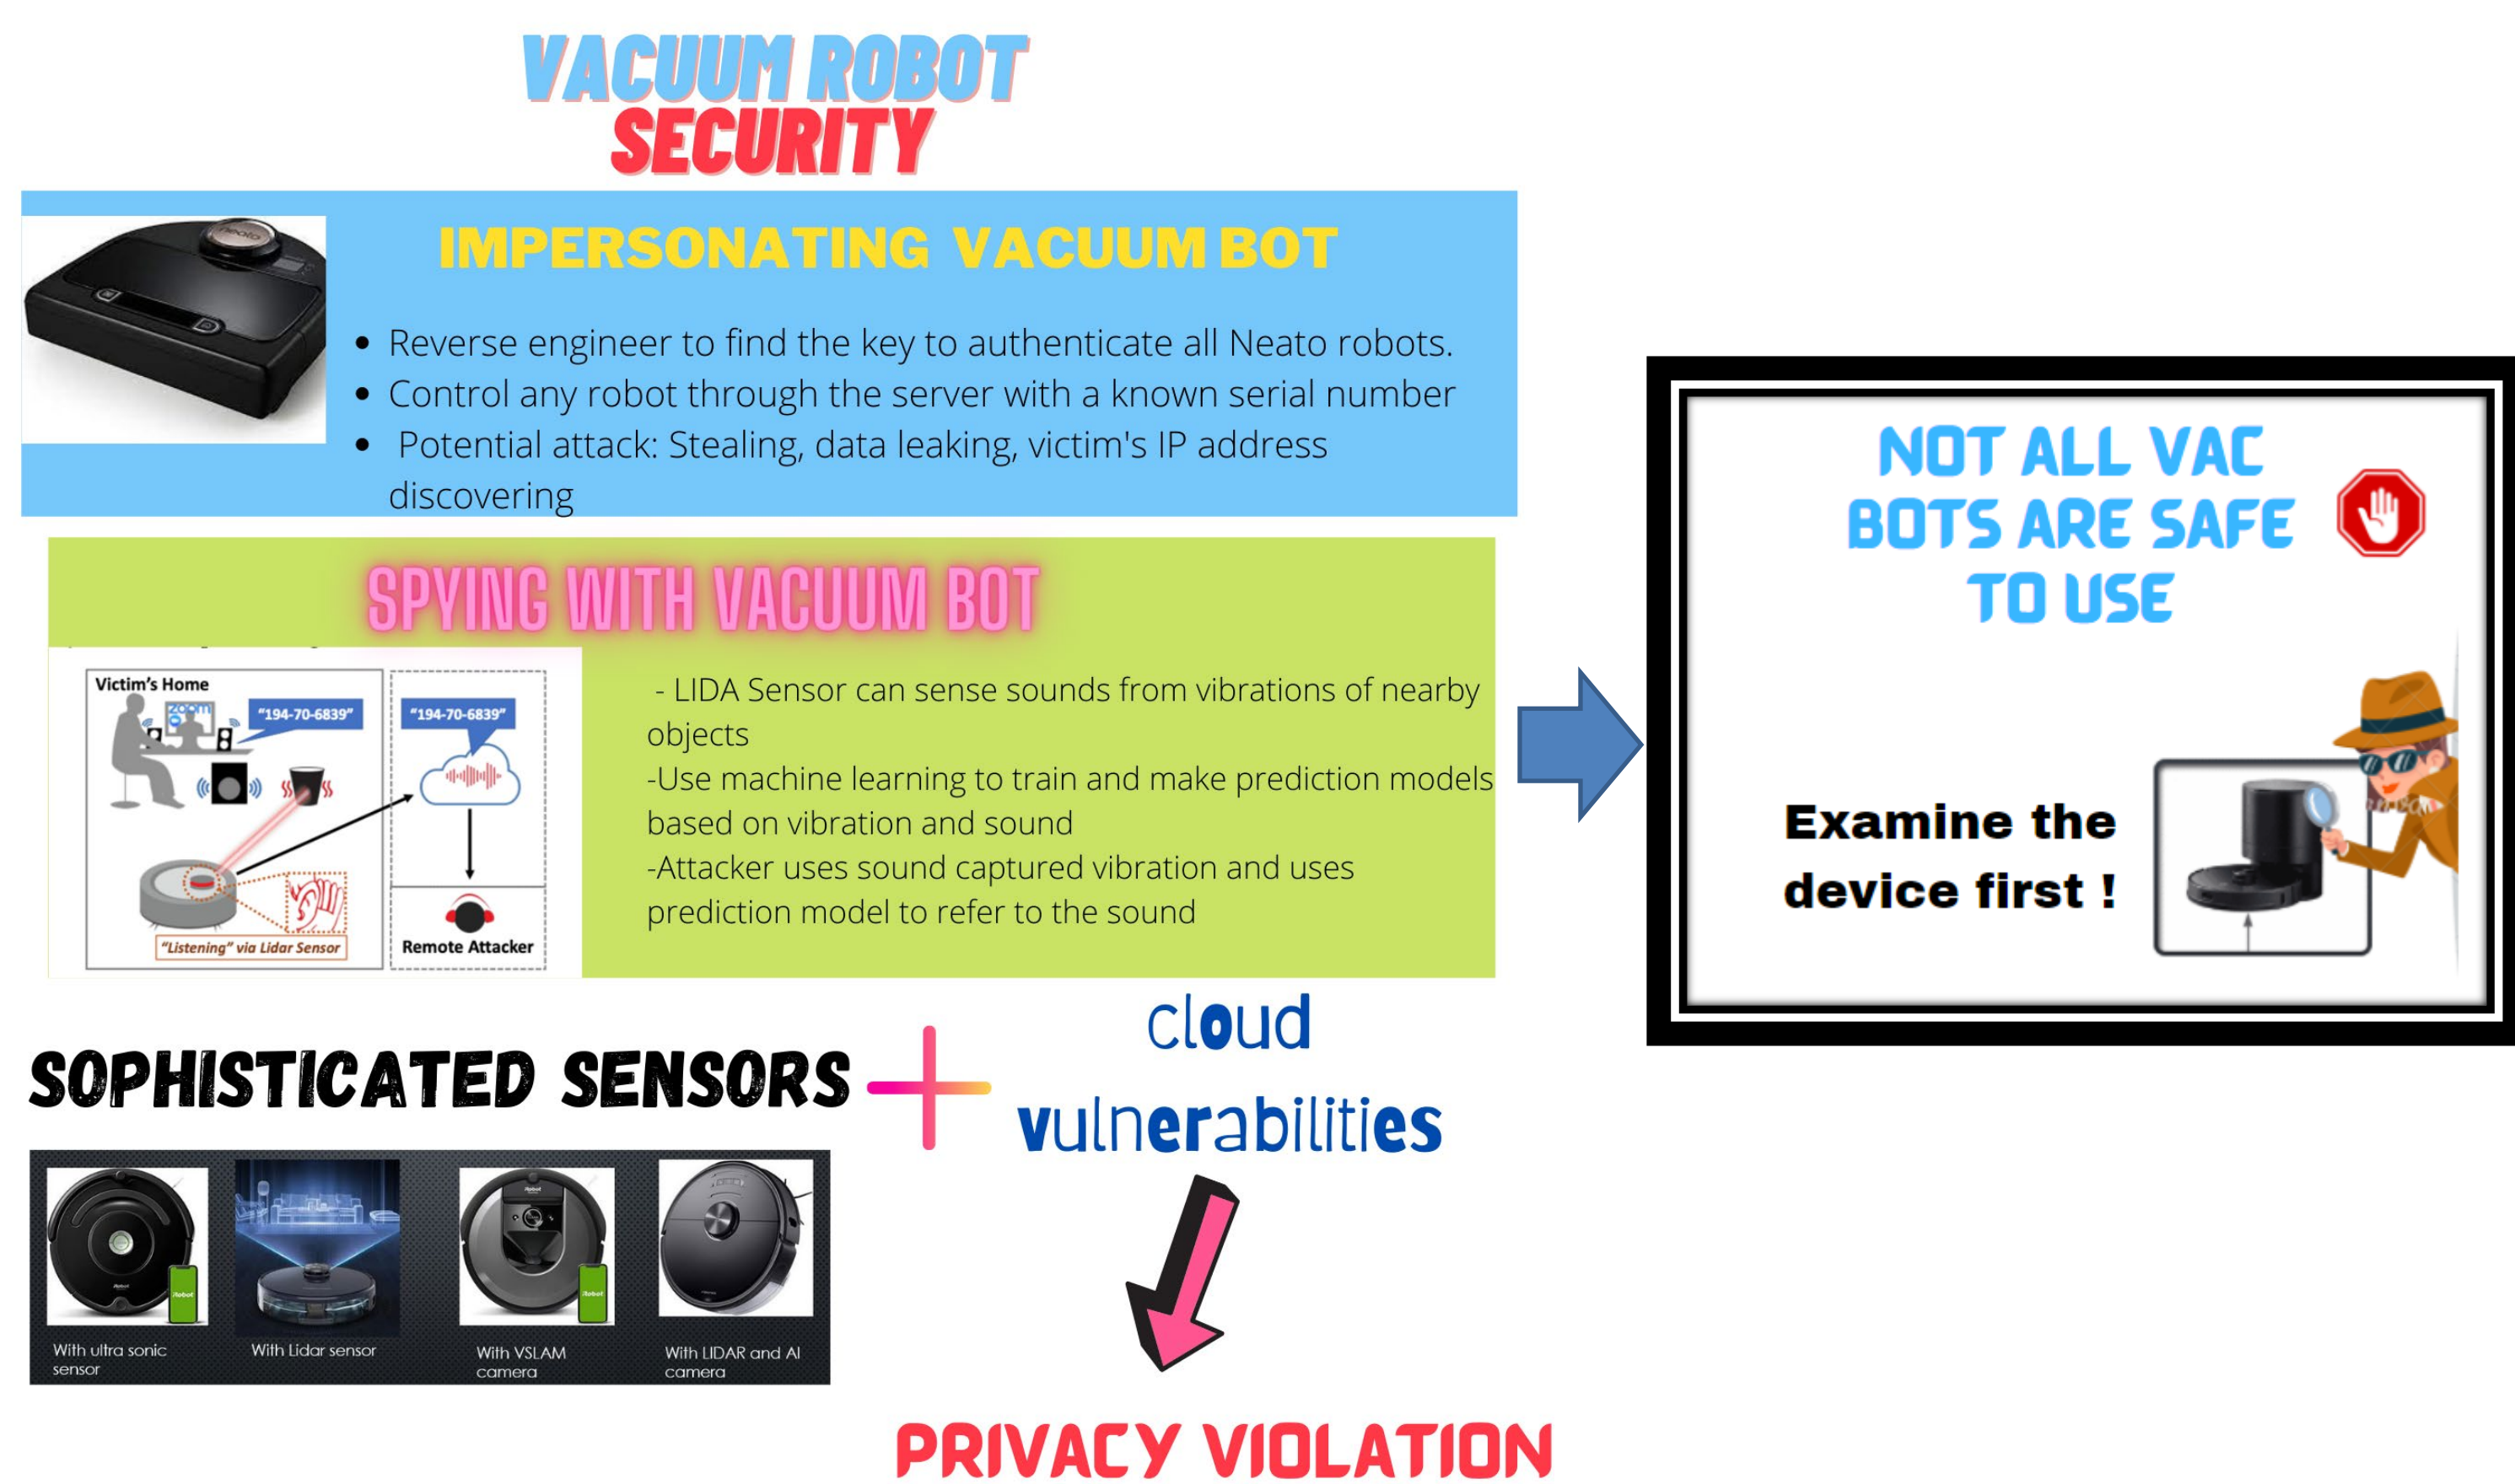 VACUUM ROBOT
SECURITY
neato
IMPERSONATING VACUUM BOT
• Reverse engineer to find the key to authenticate all Neato robots.
• Control any robot through the server with a known serial number
• Potential attack: Stealing, data leaking, victim's IP address
discovering
SPYING WITH VACUUM BOT
Victim's Home
zoom
"194-70-6839"
"194-70-6839"
"Listening" via Lidar Sensor
Remote Attacker
- LIDA Sensor can sense sounds from vibrations of nearby
objects
-Use machine learning to train and make prediction models
based on vibration and sound
-Attacker uses sound captured vibration and uses
prediction model to refer to the sound
NOT ALL VAC
BOTS ARE SAFE
TO USE
Examine the
device first !
SOPHISTICATED SENSORS
cloud
vulnerabilities
iRobot
iRobot
With ultra sonic
sensor
With Lidar sensor
With VSLAM
camera
With LIDAR and AI
camera
PRIVACY VIOLATION